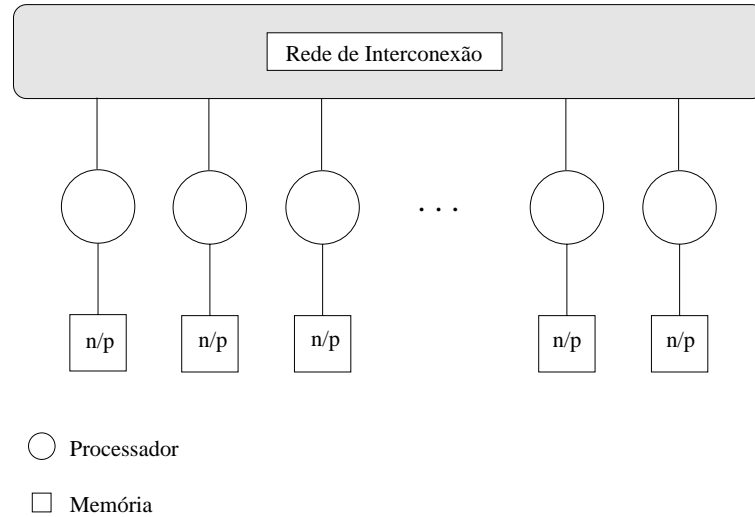 Rede de Interconexão
. . .
n/p n/p n/p n/p n/p
Processador
Memória